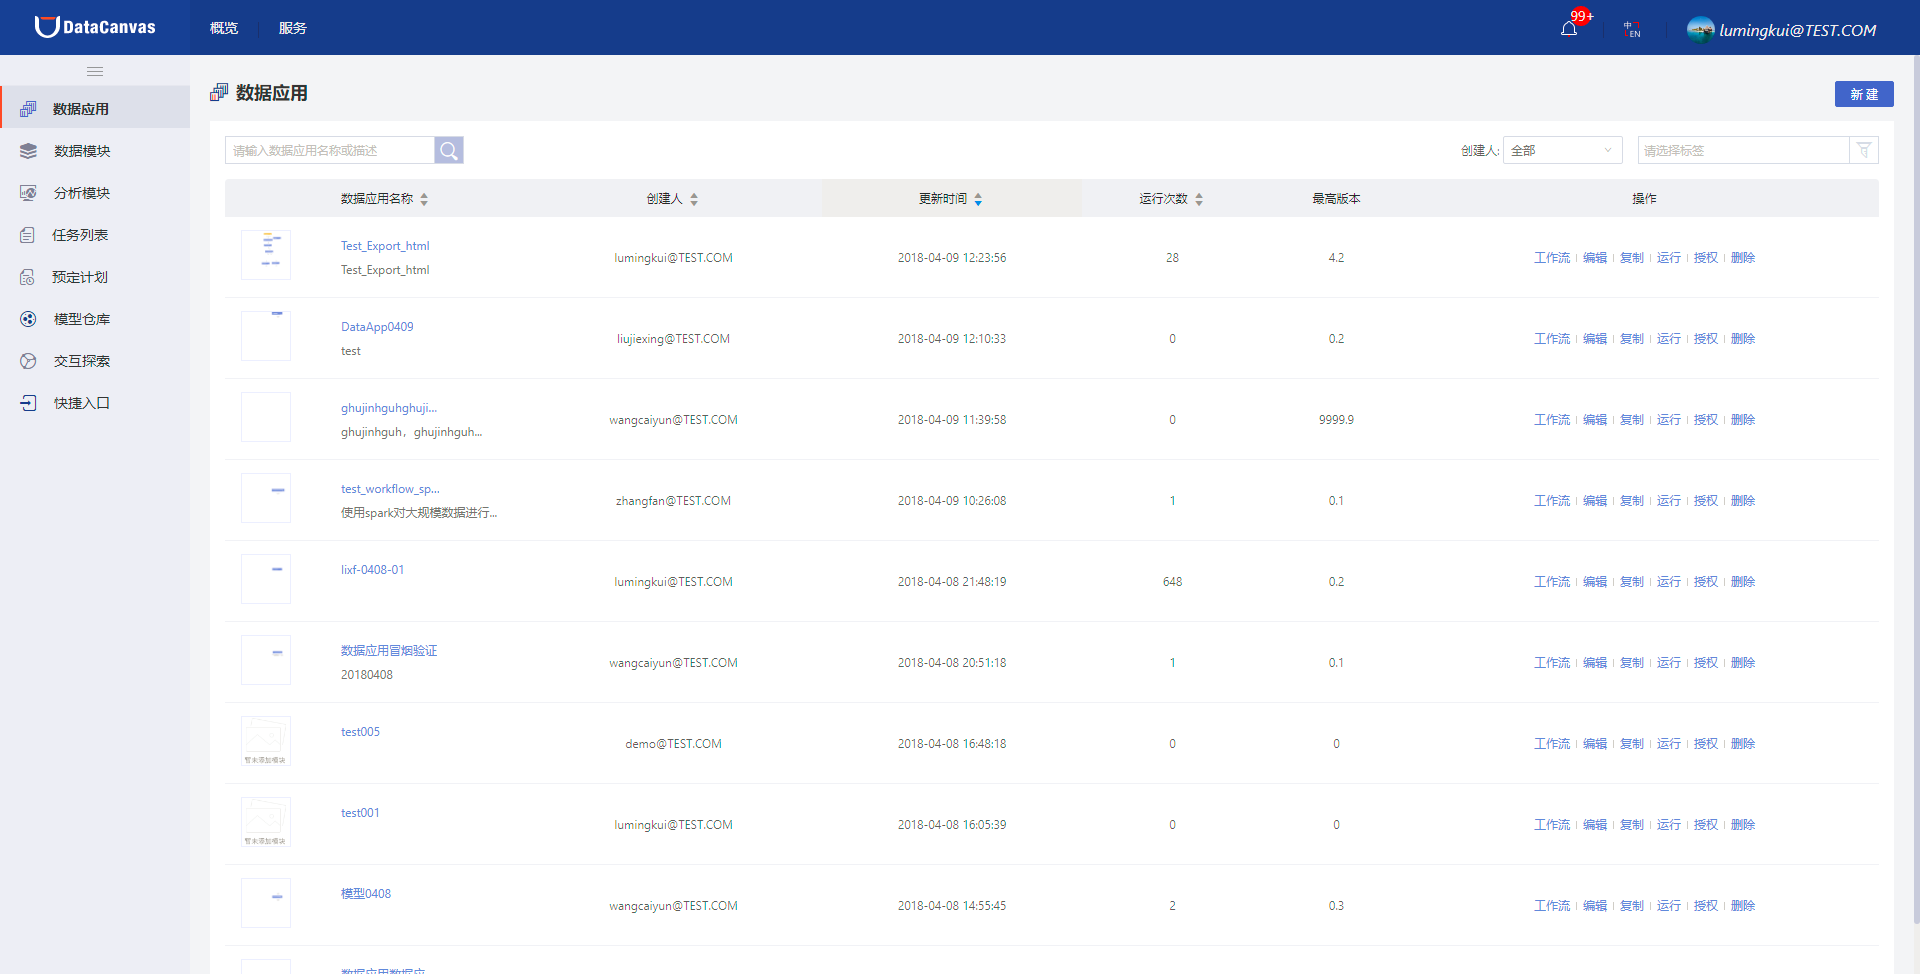 DataCanvas
概览
服务
99+
中
EN
lumingkui@TEST.COM
数据应用
数据模块
分析模块
任务列表
预定计划
模型仓库
交互探索
快捷入口
数据应用
新 建
请输入数据应用名称或描述
创建人: 全部
请选择标签
数据应用名称 创建人 更新时间 运行次数 最高版本 操作
Test_Export_html
Test_Export_html
lumingkui@TEST.COM 2018-04-09 12:23:56 28 4.2 工作流 编辑 复制 运行 授权 删除
DataApp0409
test
liujiexing@TEST.COM 2018-04-09 12:10:33 0 0.2 工作流 编辑 复制 运行 授权 删除
ghujinhguhghuji...
ghujinhguh，ghujinhguh...
wangcaiyun@TEST.COM 2018-04-09 11:39:58 0 9999.9 工作流 编辑 复制 运行 授权 删除
test_workflow_sp...
使用spark对大规模数据进行...
zhangfan@TEST.COM 2018-04-09 10:26:08 1 0.1 工作流 编辑 复制 运行 授权 删除
lixf-0408-01
lumingkui@TEST.COM 2018-04-08 21:48:19 648 0.2 工作流 编辑 复制 运行 授权 删除
数据应用冒烟验证
20180408
wangcaiyun@TEST.COM 2018-04-08 20:51:18 1 0.1 工作流 编辑 复制 运行 授权 删除
test005
暂未添加模块
demo@TEST.COM 2018-04-08 16:48:18 0 0 工作流 编辑 复制 运行 授权 删除
test001
暂未添加模块
lumingkui@TEST.COM 2018-04-08 16:05:39 0 0 工作流 编辑 复制 运行 授权 删除
模型0408
wangcaiyun@TEST.COM 2018-04-08 14:55:45 2 0.3 工作流 编辑 复制 运行 授权 删除
数据应用数据应